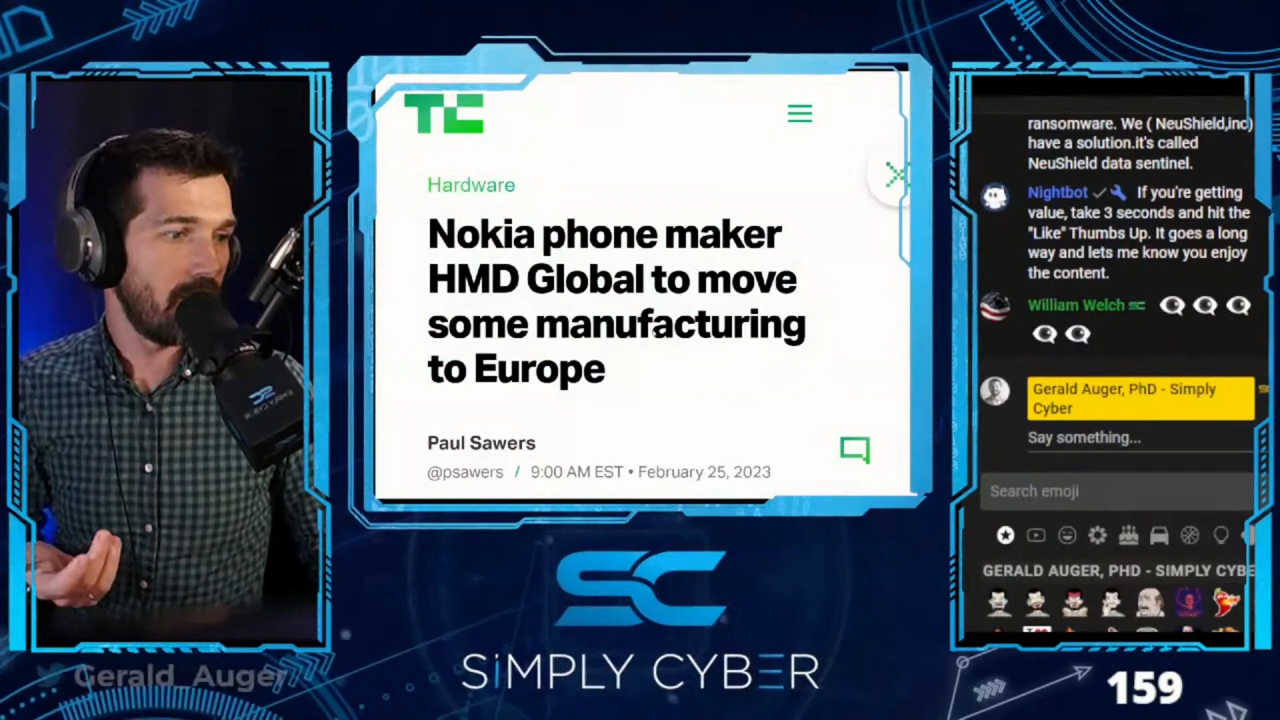 TC
Hardware
Nokia phone maker
HMD Global to move
some manufacturing
to Europe
Paul Sawers
@psawers / 9:00 AM EST • February 25, 2023
SC
SiMPLY CYBER
Gerald_Auger
ransomware. We ( NeuShield,inc)
have a solution.it's called
NeuShield data sentinel.
Nightbot If you're getting
value, take 3 seconds and hit the
"Like" Thumbs Up. It goes a long
way and lets me know you enjoy
the content.
William Welch
Gerald Auger, PhD - Simply
Cyber
Say something...
Search emoji
GERALD AUGER, PHD - SIMPLY CYBE
159